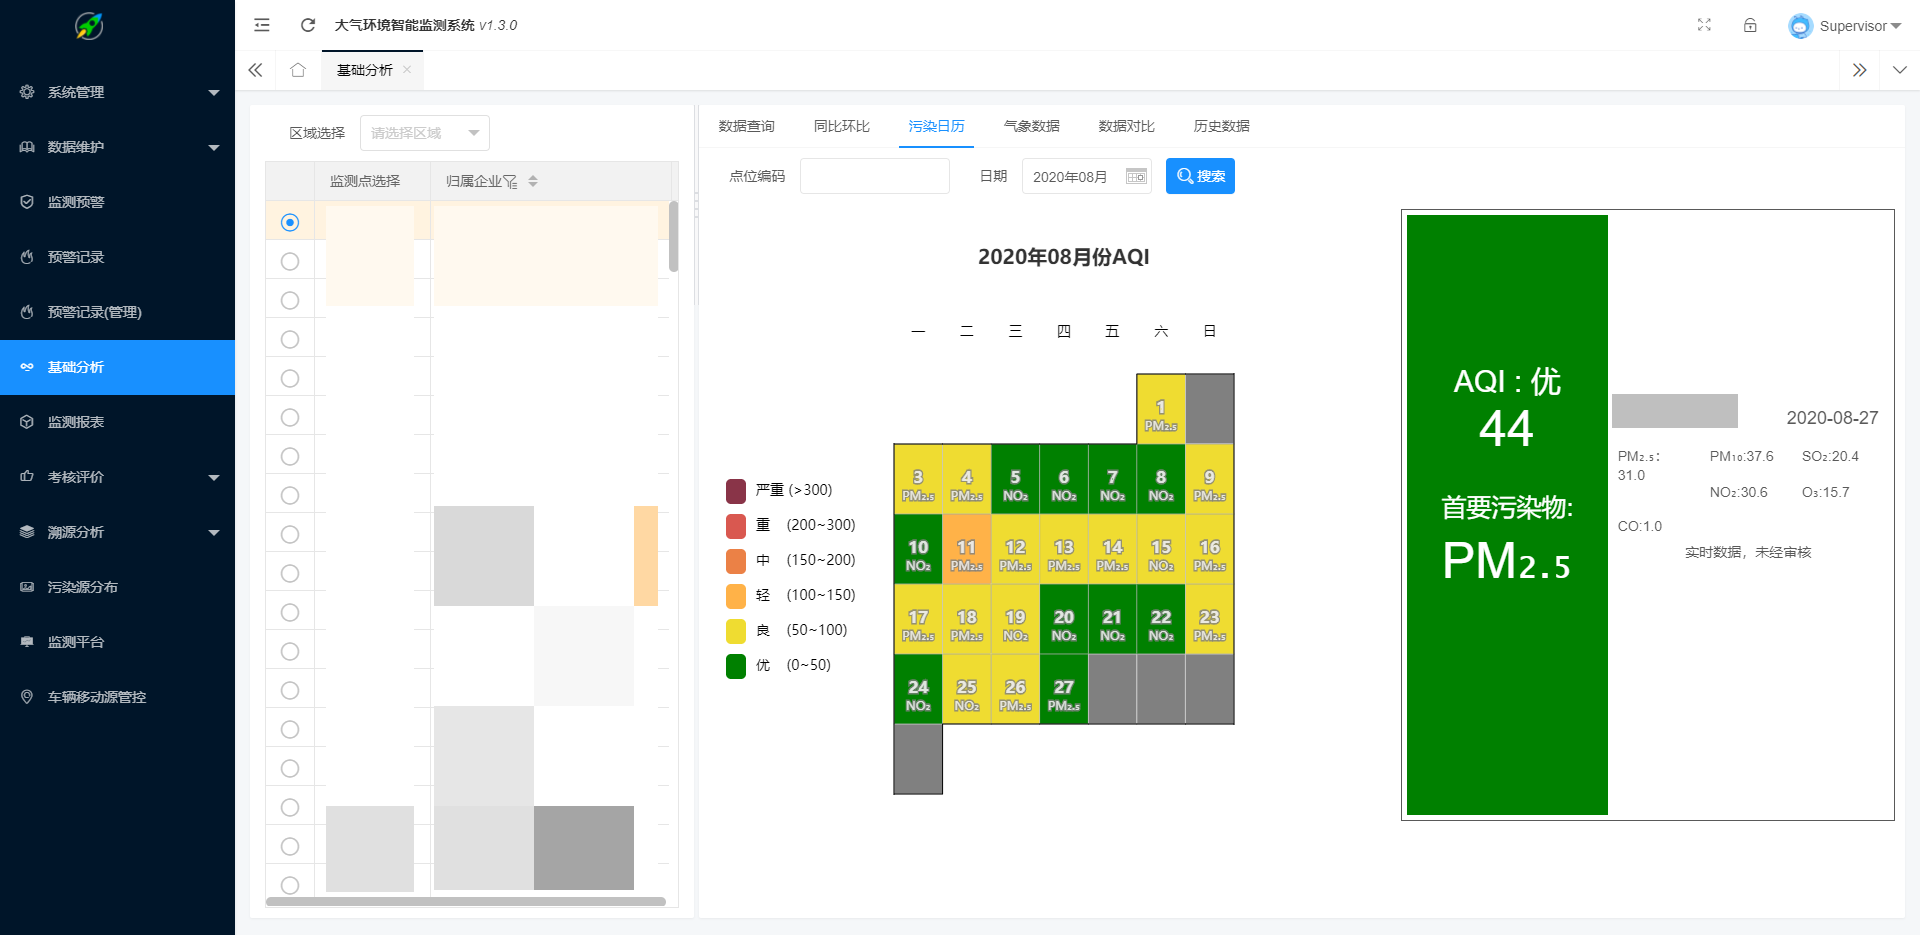 大气环境智能监测系统 v1.3.0
Supervisor
基础分析
系统管理
数据维护
监测预警
预警记录
预警记录(管理)
基础分析
监测报表
考核评价
溯源分析
污染源分布
监测平台
车辆移动源管控
区域选择 请选择区域
监测点选择 归属企业
数据查询 同比环比 污染日历 气象数据 数据对比 历史数据
点位编码 日期 2020年08月 搜索
2020年08月份AQI
一 二 三 四 五 六 日
1
PM₂.₅
3 4 5 6 7 8 9
PM₂.₅ PM₂.₅ NO₂ NO₂ NO₂ NO₂ PM₂.₅
10 11 12 13 14 15 16
NO₂ PM₂.₅ PM₂.₅ PM₂.₅ PM₂.₅ NO₂ PM₂.₅
17 18 19 20 21 22 23
PM₂.₅ PM₂.₅ NO₂ NO₂ NO₂ NO₂ PM₂.₅
24 25 26 27
NO₂ NO₂ PM₂.₅ PM₂.₅
严重 (>300)
重 (200~300)
中 (150~200)
轻 (100~150)
良 (50~100)
优 (0~50)
AQI : 优
44
首要污染物:
PM₂.₅
2020-08-27
PM₂.₅: PM₁₀:37.6 SO₂:20.4
31.0
NO₂:30.6 O₃:15.7
CO:1.0
实时数据，未经审核